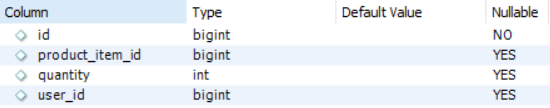 Column Type Default Value Nullable
id bigint NO
product_item_id bigint YES
quantity int YES
user_id bigint YES